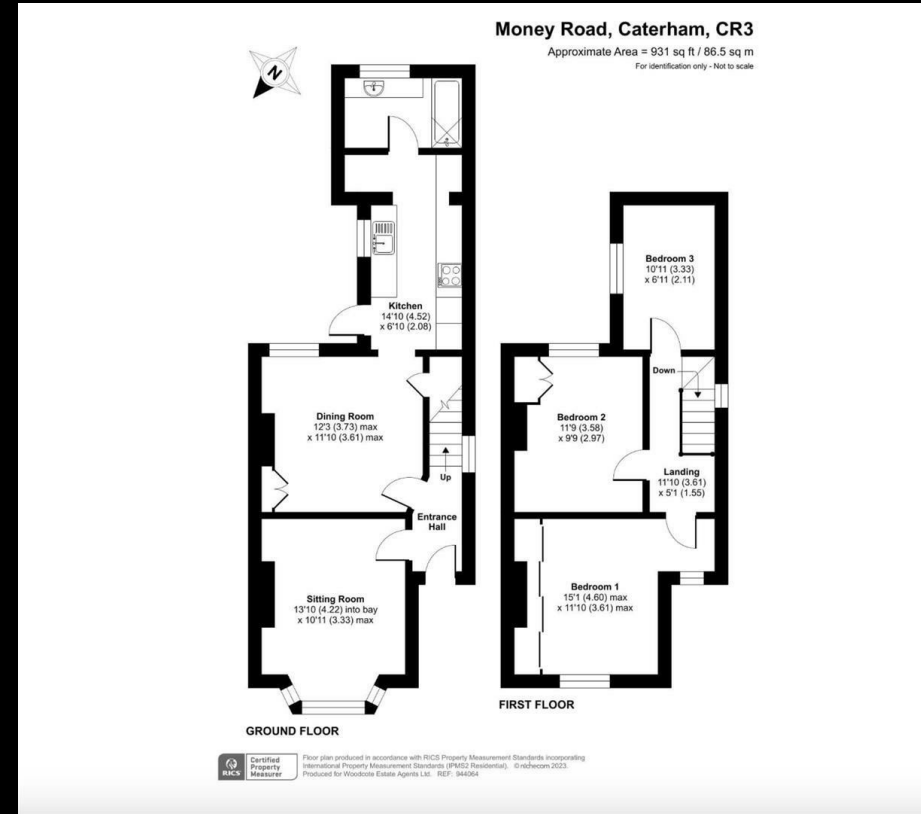 Money Road, Caterham, CR3
Approximate Area = 931 sq ft / 86.5 sq m
For identification only - Not to scale
N
Kitchen
14'10 (4.52)
x 6'10 (2.08)
Dining Room
12'3 (3.73) max
x 11'10 (3.61) max
Up
Entrance
Hall
Sitting Room
13'10 (4.22) into bay
x 10'11 (3.33) max
GROUND FLOOR
Bedroom 3
10'11 (3.33)
x 6'11 (2.11)
Down
Bedroom 2
11'9 (3.58)
x 9'9 (2.97)
Landing
11'10 (3.61)
x 5'1 (1.55)
Bedroom 1
15'1 (4.60) max
x 11'10 (3.61) max
FIRST FLOOR
RICS
Certified
Property
Measurer
Floor plan produced in accordance with RICS Property Measurement Standards incorporating
International Property Measurement Standards (IPMS2 Residential). © nichecom 2023.
Produced for Woodcote Estate Agents Ltd. REF: 944064